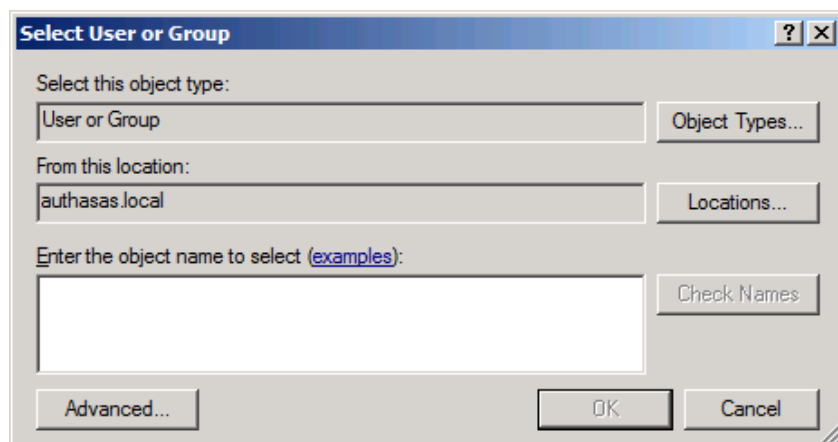 Select User or Group
Select this object type:
User or Group
Object Types...
From this location:
authasas.local
Locations...
Enter the object name to select (examples):
Check Names
Advanced...
OK
Cancel